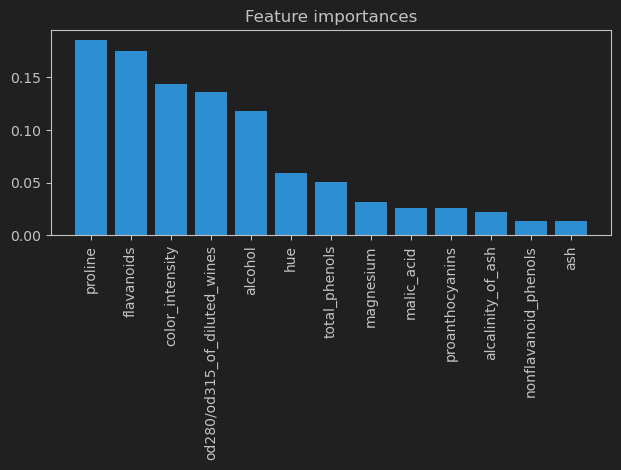 Feature importances
0.15
0.10
0.05
0.00
proline
flavanoids
color_intensity
od280/od315_of_diluted_wines
alcohol
hue
total_phenols
magnesium
malic_acid
proanthocyanins
alcalinity_of_ash
nonflavanoid_phenols
ash